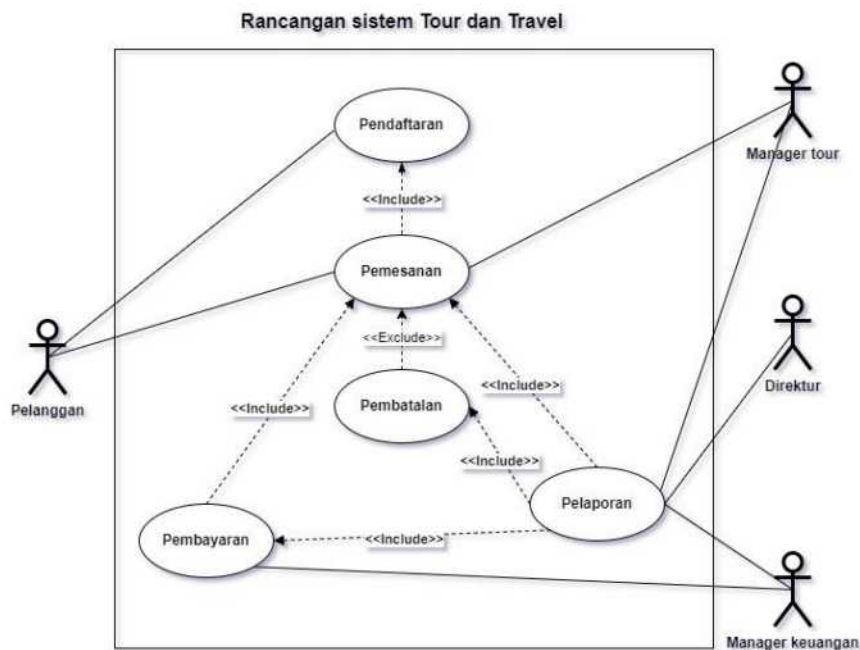 Rancangan sistem Tour dan Travel
Pendaftaran
Manager tour
<<Include>>
Pemesanan
<<Exclude>>
Pelanggan
<<Include>>
Pembatalan
<<Include>>
Direktur
<<Include>>
Pelaporan
Pembayaran
<<Include>>
Manager keuangan